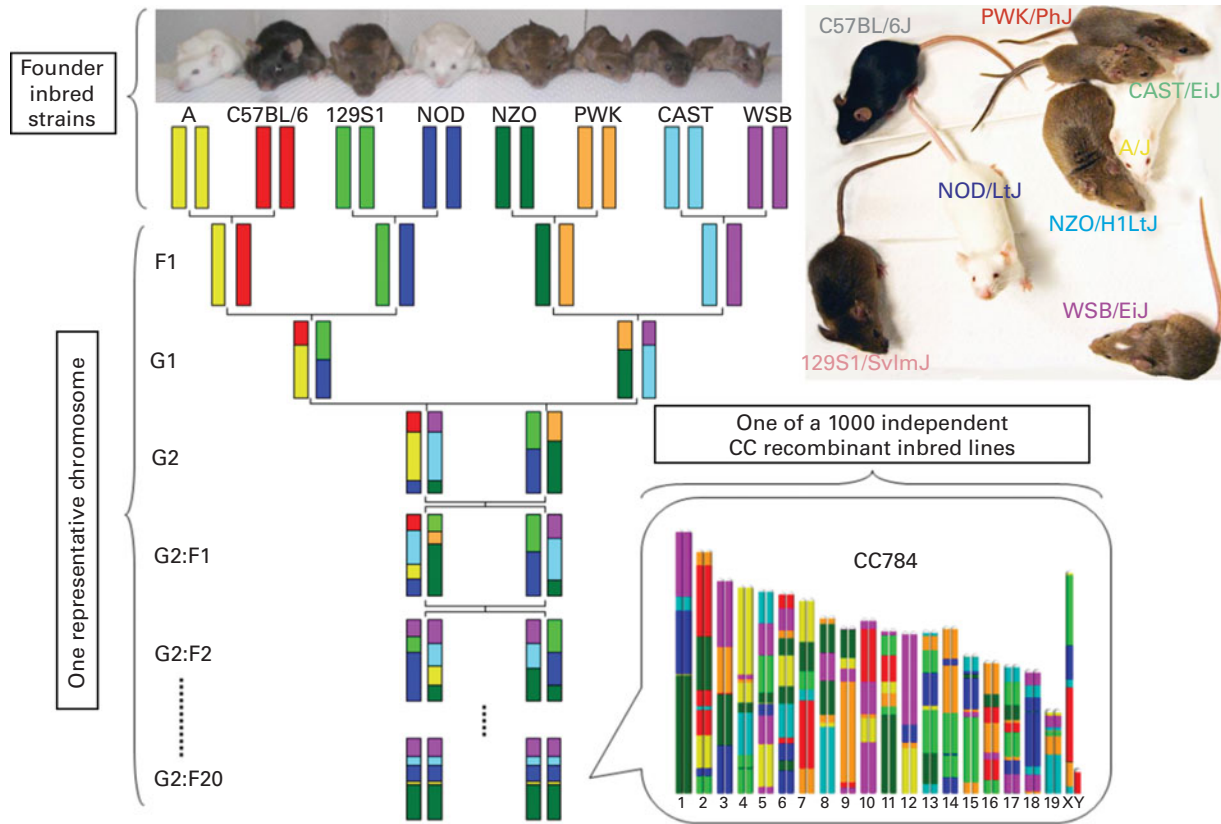 Founder
inbred
strains
A C57BL/6 129S1 NOD NZO PWK CAST WSB
C57BL/6J
PWK/PhJ
CAST/EiJ
A/J
NOD/LtJ
NZO/H1LtJ
WSB/EiJ
129S1/SvlmJ
One representative chromosome
F1
G1
G2
G2:F1
G2:F2
G2:F20
One of a 1000 independent
CC recombinant inbred lines
CC784
1 2 3 4 5 6 7 8 9 10 11 12 13 14 15 16 17 18 19 XY